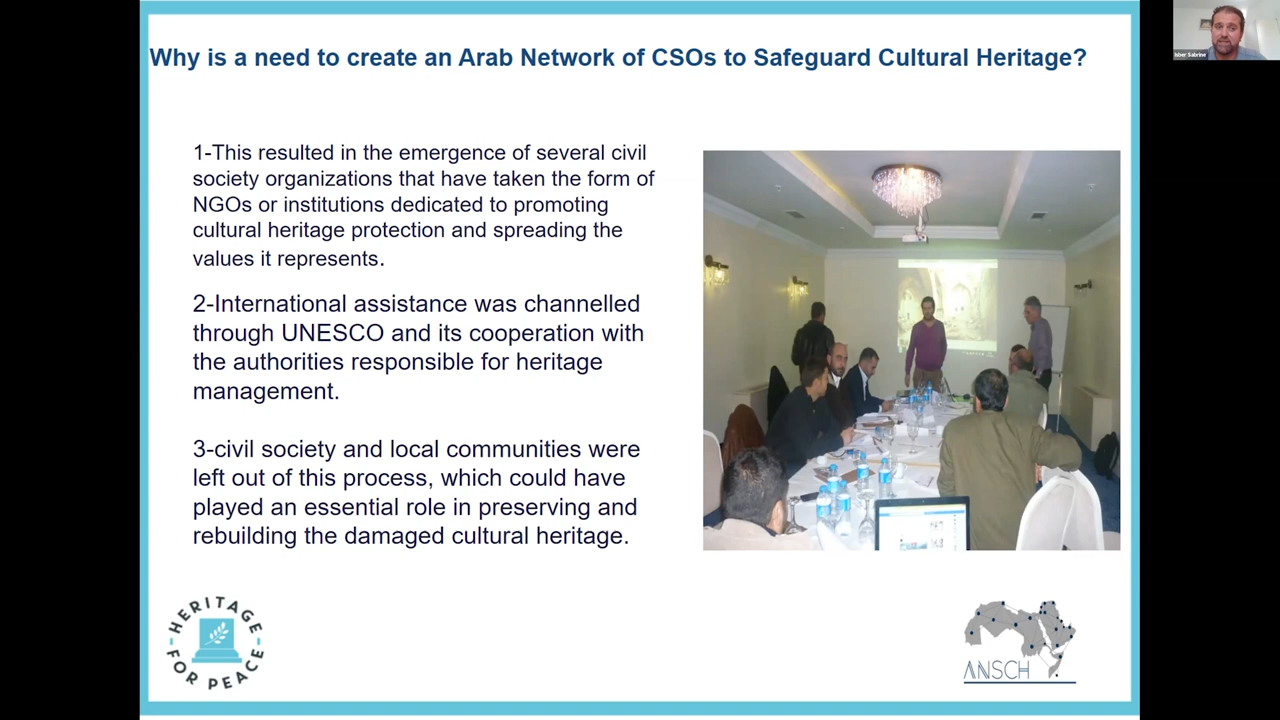 Why is a need to create an Arab Network of CSOs to Safeguard Cultural Heritage?
Isber Sabrine
1-This resulted in the emergence of several civil
society organizations that have taken the form of
NGOs or institutions dedicated to promoting
cultural heritage protection and spreading the
values it represents.
2-International assistance was channelled
through UNESCO and its cooperation with
the authorities responsible for heritage
management.
3-civil society and local communities were
left out of this process, which could have
played an essential role in preserving and
rebuilding the damaged cultural heritage.
HERITAGE
FOR PEACE
ANSCH